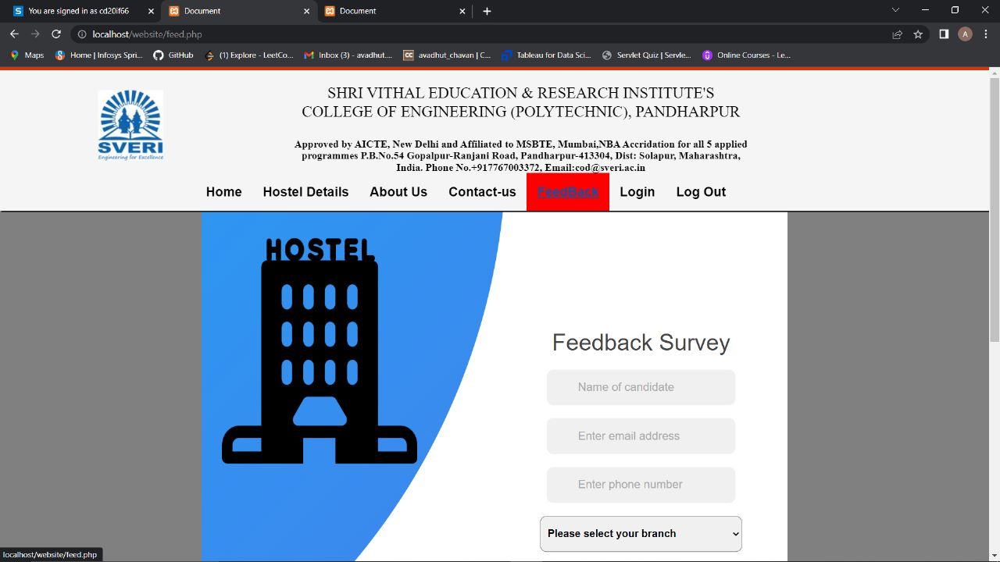 You are signed in as cd20if66
Document
Document
localhost/website/feed.php
Maps
Home | Infosys Spri...
GitHub
(1) Explore - LeetCo...
Inbox (3) - avadhut....
avadhut_chavan | C...
Tableau for Data Sci...
Servlet Quiz | Servle...
Online Courses - Le...
SHRI VITHAL EDUCATION & RESEARCH INSTITUTE'S
COLLEGE OF ENGINEERING (POLYTECHNIC), PANDHARPUR
SVERI
Engineering for Excellence
Approved by AICTE, New Delhi and Affiliated to MSBTE, Mumbai,NBA Accriation for all 5 applied
programmes P.B.No.54 Gopalpur-Ranjani Road, Pandharpur-413304, Dist: Solapur, Maharashtra,
India. Phone No.+917767003372, Email:cod@sveri.ac.in
Home
Hostel Details
About Us
Contact-us
FeedBack
Login
Log Out
HOSTEL
Feedback Survey
Name of candidate
Enter email address
Enter phone number
Please select your branch
localhost/website/feed.php